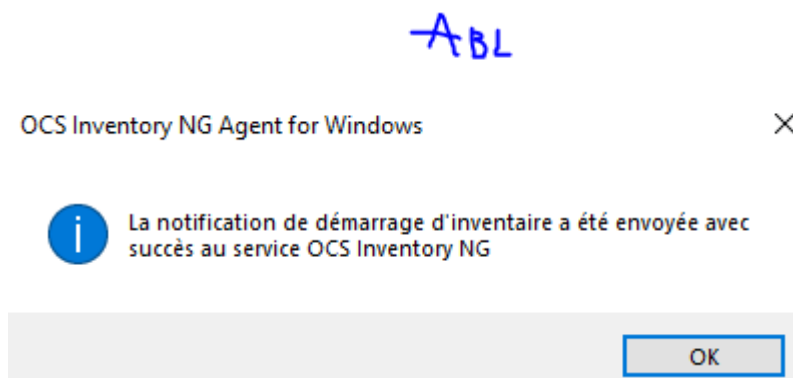 ABL
OCS Inventory NG Agent for Windows
La notification de démarrage d'inventaire a été envoyée avec
succès au service OCS Inventory NG
OK